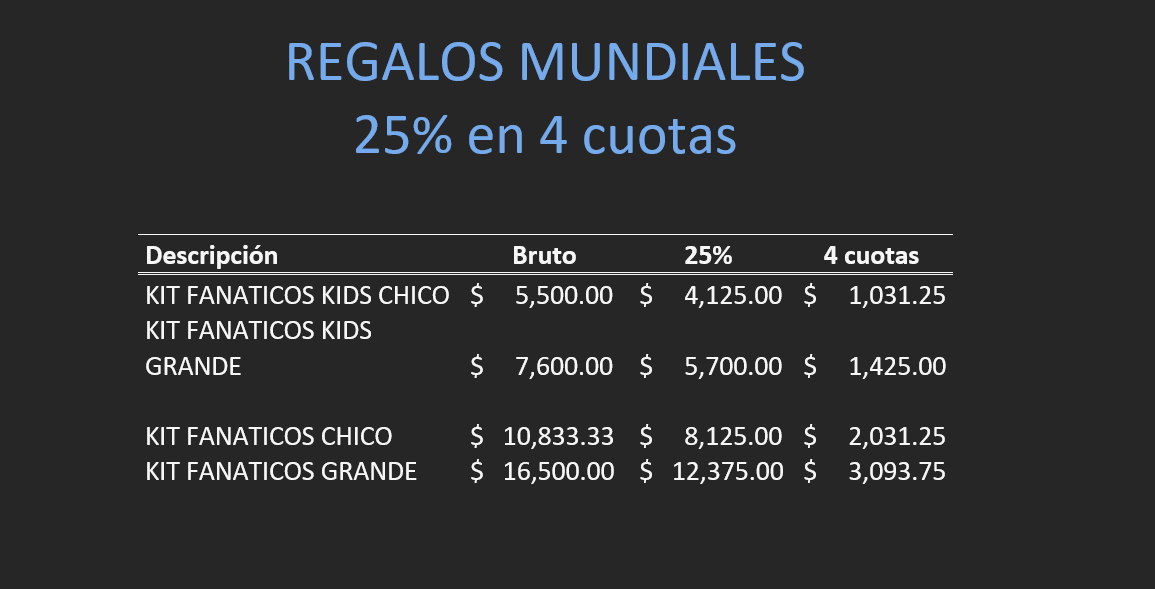 REGALOS MUNDIALES
25% en 4 cuotas
Descripción Bruto 25% 4 cuotas
KIT FANATICOS KIDS CHICO $ 5,500.00 $ 4,125.00 $ 1,031.25
KIT FANATICOS KIDS
GRANDE $ 7,600.00 $ 5,700.00 $ 1,425.00
KIT FANATICOS CHICO $ 10,833.33 $ 8,125.00 $ 2,031.25
KIT FANATICOS GRANDE $ 16,500.00 $ 12,375.00 $ 3,093.75